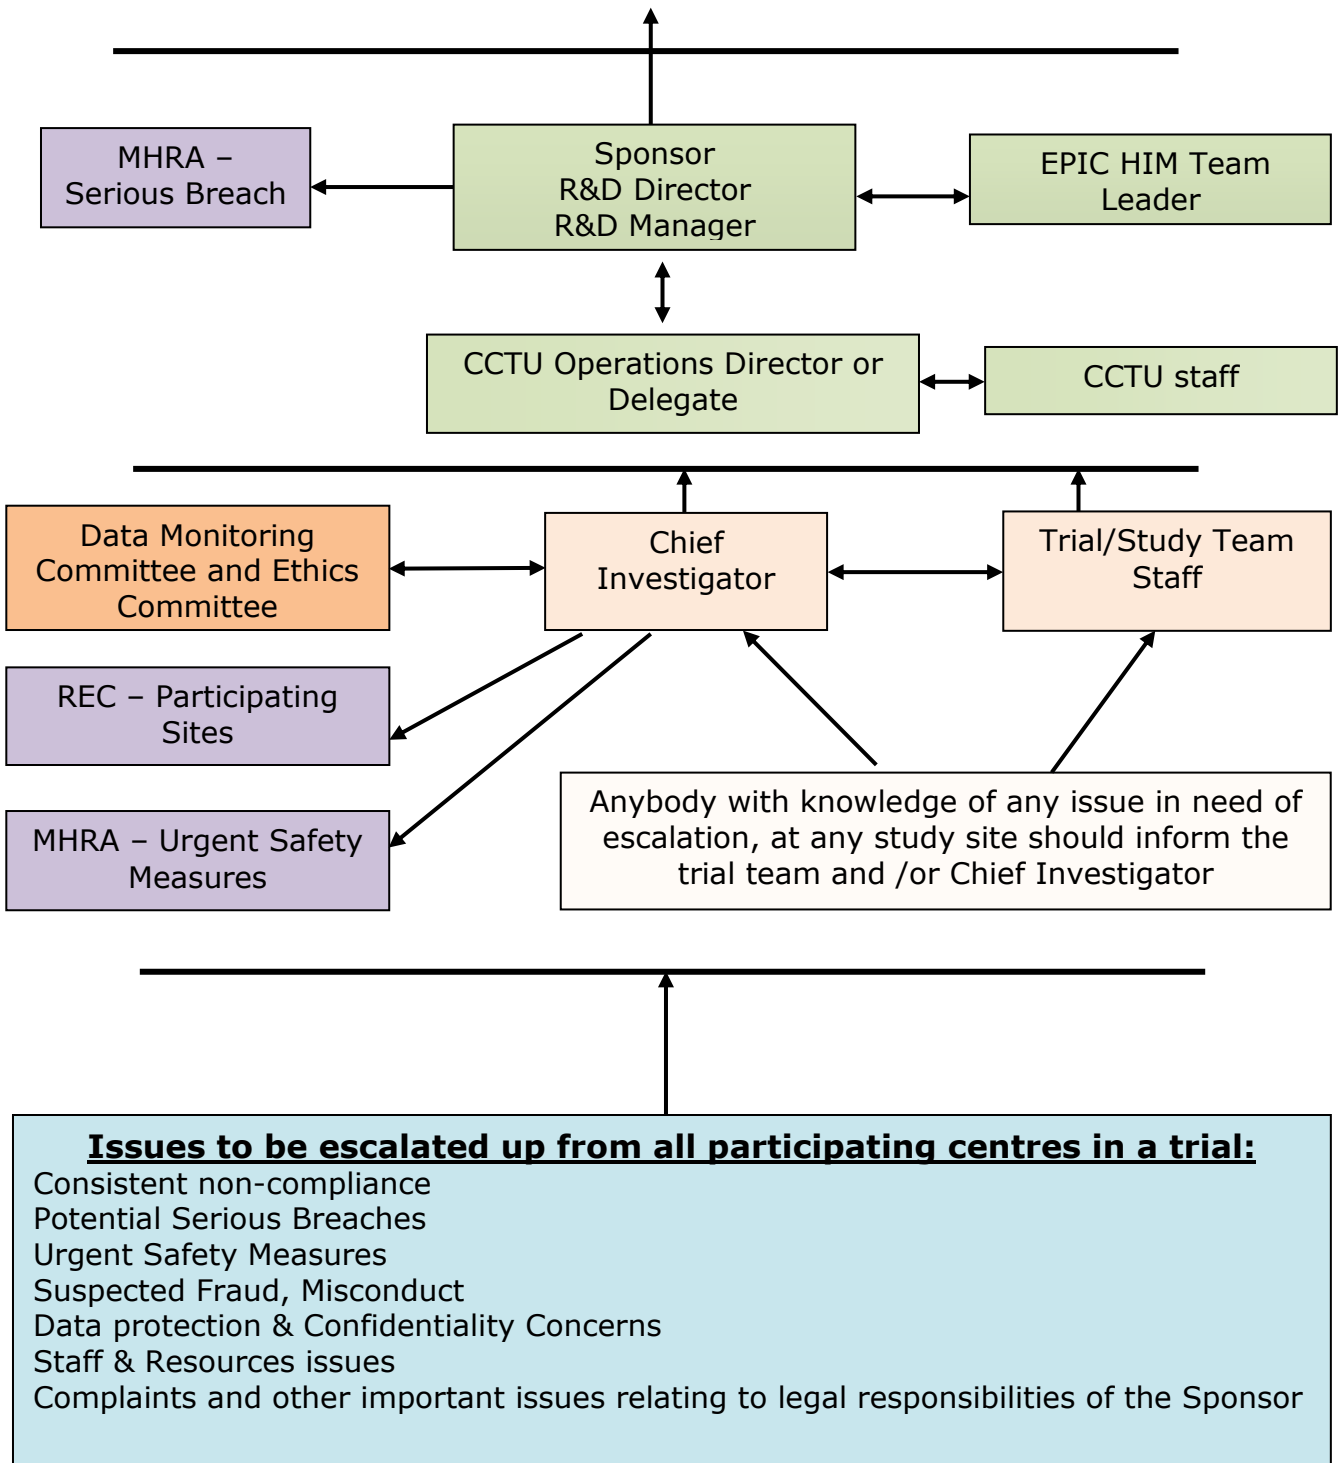 MHRA –
Serious Breach
Sponsor
R&D Director
R&D Manager
EPIC HIM Team
Leader
CCTU Operations Director or
Delegate
CCTU staff
Data Monitoring
Committee and Ethics
Committee
Chief
Investigator
Trial/Study Team
Staff
REC – Participating
Sites
MHRA – Urgent Safety
Measures
Anybody with knowledge of any issue in need of
escalation, at any study site should inform the
trial team and /or Chief Investigator
Issues to be escalated up from all participating centres in a trial:
Consistent non-compliance
Potential Serious Breaches
Urgent Safety Measures
Suspected Fraud, Misconduct
Data protection & Confidentiality Concerns
Staff & Resources issues
Complaints and other important issues relating to legal responsibilities of the Sponsor